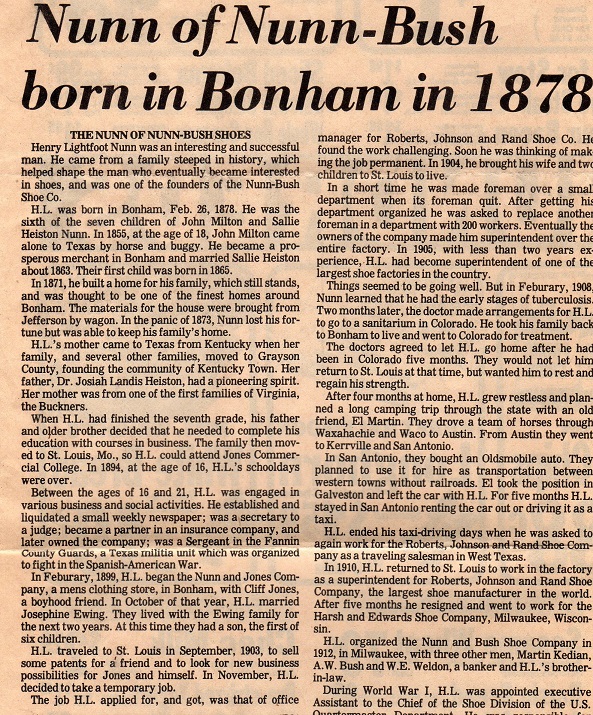 Nunn of Nunn-Bush
born in Bonham in 1878
THE NUNN OF NUNN-BUSH SHOES
Henry Lightfoot Nunn was an interesting and successful
man. He came from a family steeped in history, which
helped shape the man who eventually became interested
in shoes, and was one of the founders of the Nunn-Bush
Shoe Co.
H.L. was born in Bonham, Feb. 26, 1878. He was the
sixth of the seven children of John Milton and Sallie
Heiston Nunn. In 1855, at the age of 18, John Milton came
alone to Texas by horse and buggy. He became a pro-
sperous merchant in Bonham and married Sallie Heiston
about 1863. Their first child was born in 1865.
In 1871, he built a home for his family, which still stands,
and was thought to be one of the finest homes around
Bonham. The materials for the house were brought from
Jefferson by wagon. In the panic of 1873, Nunn lost his for-
tune but was able to keep his family's home.
H.L.'s mother came to Texas from Kentucky when her
family, and several other families, moved to Grayson
County, founding the community of Kentucky Town. Her
father, Dr. Josiah Landis Heiston, had a pioneering spirit.
Her mother was from one of the first families of Virginia,
the Buckners.
When H.L. had finished the seventh grade, his father
and older brother decided that he needed to complete his
education with courses in business. The family then mov-
ed to St. Louis, Mo., so H.L. could attend Jones Commer-
cial College. In 1894, at the age of 16, H.L.'s schooldays
were over.
Between the ages of 16 and 21, H.L. was engaged in
various business and social activities. He established and
liquidated a small weekly newspaper; was a secretary to
a judge; became a partner in an insurance company, and
later owned the company; was a Sergeant in the Fannin
County Guards, a Texas militia unit which was organized
to fight in the Spanish-American War.
In Feburary, 1899, H.L. began the Nunn and Jones Com-
pany, a mens clothing store, in Bonham, with Cliff Jones,
a boyhood friend. In October of that year, H.L. married
Josephine Ewing. They lived with the Ewing family for
the next two years. At this time they had a son, the first of
six children.
H.L. traveled to St. Louis in September, 1903, to sell
some patents for a friend and to look for new business
possibilities for Jones and himself. In November, H.L.
decided to take a temporary job.
The job H.L. applied for, and got, was that of office
manager for Roberts, Johnson and Rand Shoe Co. He
found the work challenging. Soon he was thinking of mak-
ing the job permanent. In 1904, he brought his wife and two
children to St. Louis to live.
In a short time he was made foreman over a small
department when its foreman quit. After getting his
department organized he was asked to replace another
foreman in a department with 200 workers. Eventually the
owners of the company made him superintendent over the
entire factory. In 1905, with less than two years ex-
perience, H.L. had become superintendent of one of the
largest shoe factories in the country.
Things seemed to be going well. But in Feburary, 1908,
Nunn learned that he had the early stages of tuberculosis.
Two months later, the doctor made arrangements for H.L.
to go to a sanitarium in Colorado. He took his family back
to Bonham to live and went to Colorado for treatment.
The doctors agreed to let H.L. go home after he had
been in Colorado five months. They would not let him
return to St. Louis at that time, but wanted him to rest and
regain his strength.
After four months at home, H.L. grew restless and plan-
ned a long camping trip through the state with an old
friend, El Martin. They drove a team of horses through
Waxahachie and Waco to Austin. From Austin they went
to Kerrville and San Antonio.
In San Antonio, they bought an Oldsmobile auto. They
planned to use it for hire as transportation between
western towns without railroads. El took the position in
Galveston and left the car with H.L. For five months H.L.
stayed in San Antonio renting the car out or driving it as a
taxi.
H.L. ended his taxi-driving days when he was asked to
again work for the Roberts, Johnson and Rand Shoe Com-
pany as a traveling salesman in West Texas.
In 1910, H.L. returned to St. Louis to work in the factory
as a superintendent for Roberts, Johnson and Rand Shoe
Company, the largest shoe manufacturer in the world.
After five months he resigned and went to work for the
Harsh and Edwards Shoe Company, Milwaukee, Wiscon-
sin.
H.L. organized the Nunn and Bush Shoe Company in
1912, in Milwaukee, with three other men, Martin Kedian,
A.W. Bush and W.E. Weldon, a banker and H.L.'s brother-
in-law.
During World War I, H.L. was appointed executive
Assistant to the Chief of the Shoe Division of the U.S.